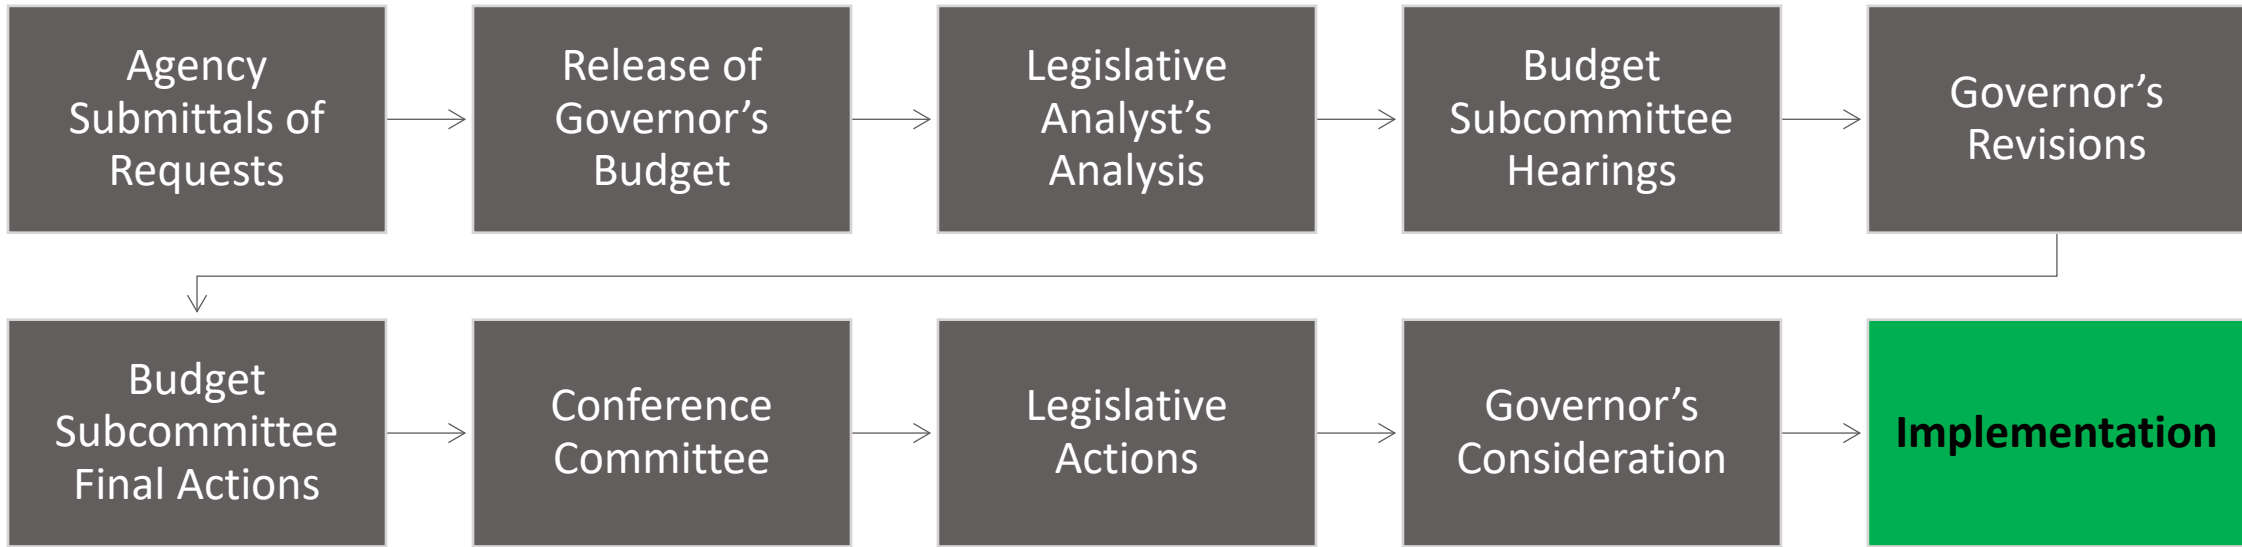 Agency
Submittals of
Requests
Release of
Governor’s
Budget
Legislative
Analyst’s
Analysis
Budget
Subcommittee
Hearings
Governor’s
Revisions
Budget
Subcommittee
Final Actions
Conference
Committee
Legislative
Actions
Governor’s
Consideration
Implementation